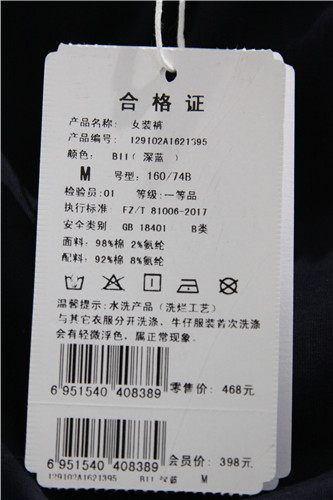 合格证
产品名称: 女装裤
产品编号: 129102A1621395
颜色: B11(深蓝)
M 号型: 160/74B
检验员:01 等级:一等品
执行标准 FZ/T 81006-2017
安全类别 GB 18401 B类
面料: 98%棉 2%氨纶
配料: 92%棉 8%氨纶
温馨提示:水洗产品(洗烂工艺)
与其它衣服分开洗涤、牛仔服装首次洗涤
会有轻微浮色,属正常现象。
零售价: 468元
6 951540 408389
会员价: 398元
6 951540 408389
129102A1621395 B11 深蓝 M